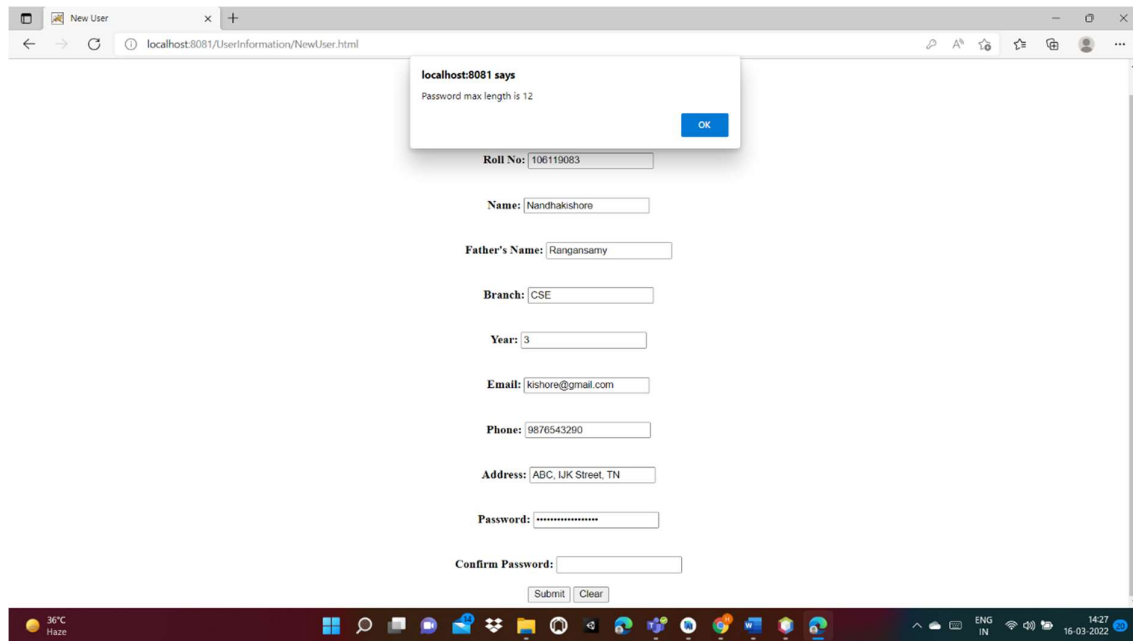 New User
localhost:8081/UserInformation/NewUser.html
localhost:8081 says
Password max length is 12
OK
Roll No: 106119083
Name: Nandhakishore
Father's Name: Rangansamy
Branch: CSE
Year: 3
Email: kishore@gmail.com
Phone: 9876543290
Address: ABC, IJK Street, TN
Password: ••••••••••••••••••
Confirm Password:
Submit Clear
36°C
Haze
ENG
IN
14:27
16-03-2022